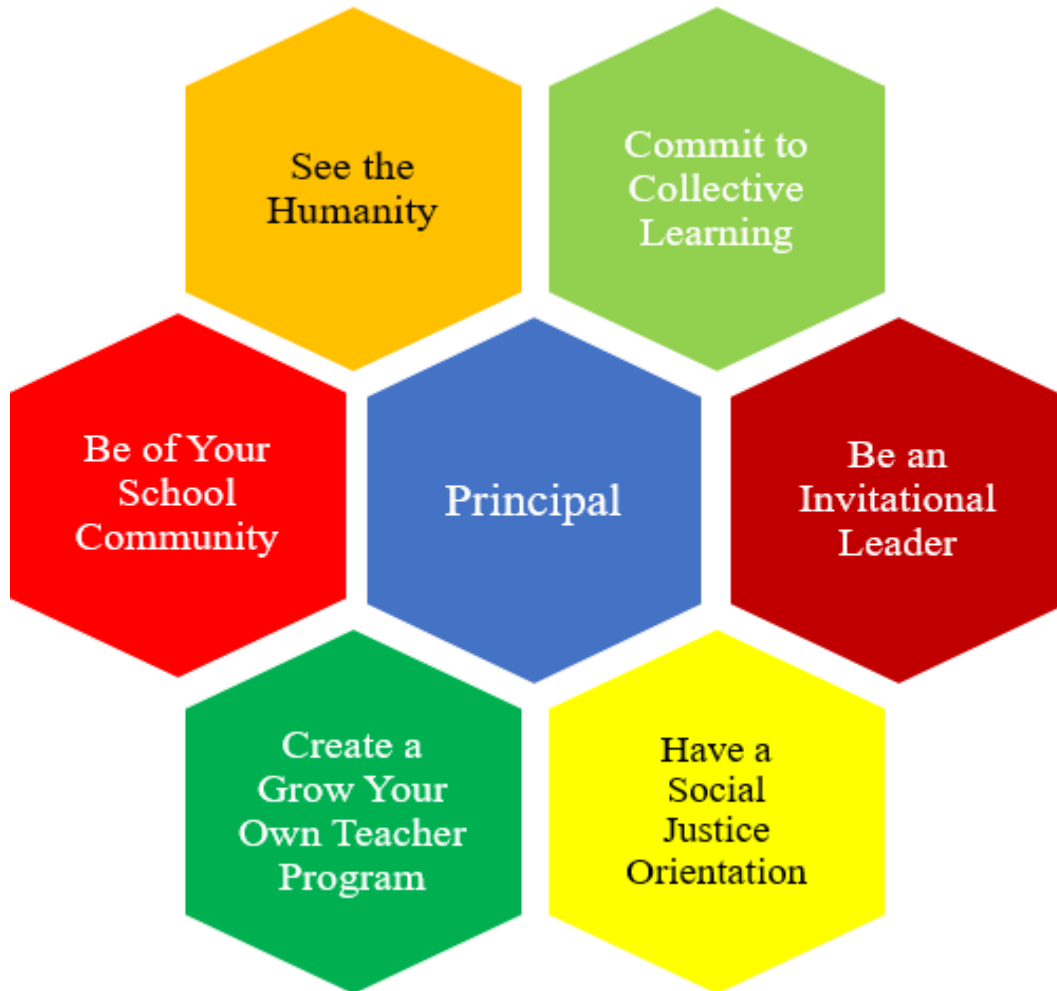 See the
Humanity
Commit to
Collective
Learning
Be of Your
School
Community
Principal
Be an
Invitational
Leader
Create a
Grow Your
Own Teacher
Program
Have a
Social
Justice
Orientation